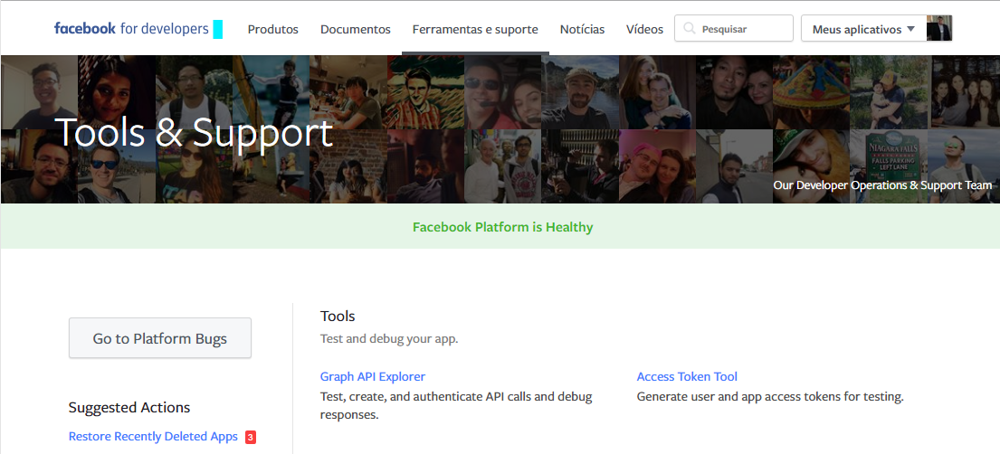 facebook for developers
Produtos
Documentos
Ferramentas e suporte
Notícias
Vídeos
Pesquisar
Meus aplicativos
Tools & Support
NIAGARA FALLS
FALLS PARKING
LEFT LANE
Our Developer Operations & Support Team
Facebook Platform is Healthy
Go to Platform Bugs
Suggested Actions
Restore Recently Deleted Apps 3
Tools
Test and debug your app.
Graph API Explorer
Test, create, and authenticate API calls and debug
responses.
Access Token Tool
Generate user and app access tokens for testing.